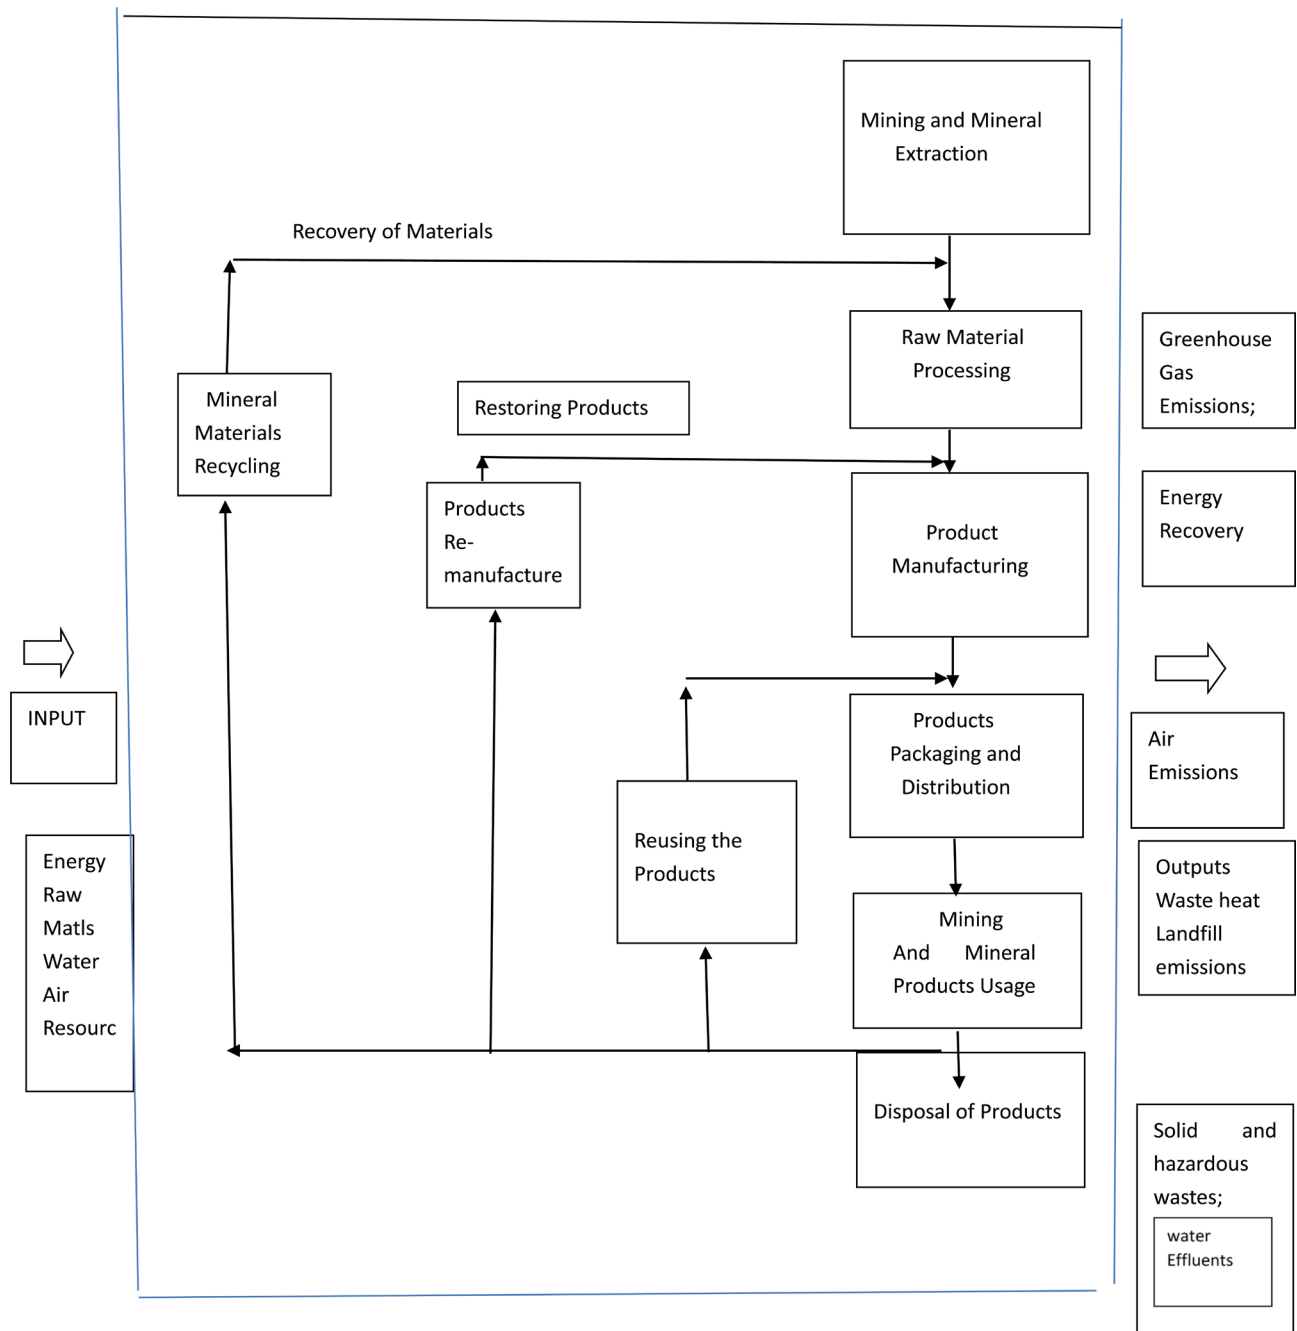 Mining and Mineral
Extraction
Recovery of Materials
Raw Material
Processing
Greenhouse
Gas
Emissions;
Mineral
Materials
Recycling
Restoring Products
Products
Re-
manufacture
Product
Manufacturing
Energy
Recovery
INPUT
Products
Packaging and
Distribution
Air
Emissions
Reusing the
Products
Energy
Raw
Matls
Water
Air
Resourc
Outputs
Waste heat
Landfill
emissions
Mining
And Mineral
Products Usage
Disposal of Products
Solid and
hazardous
wastes;
water
Effluents